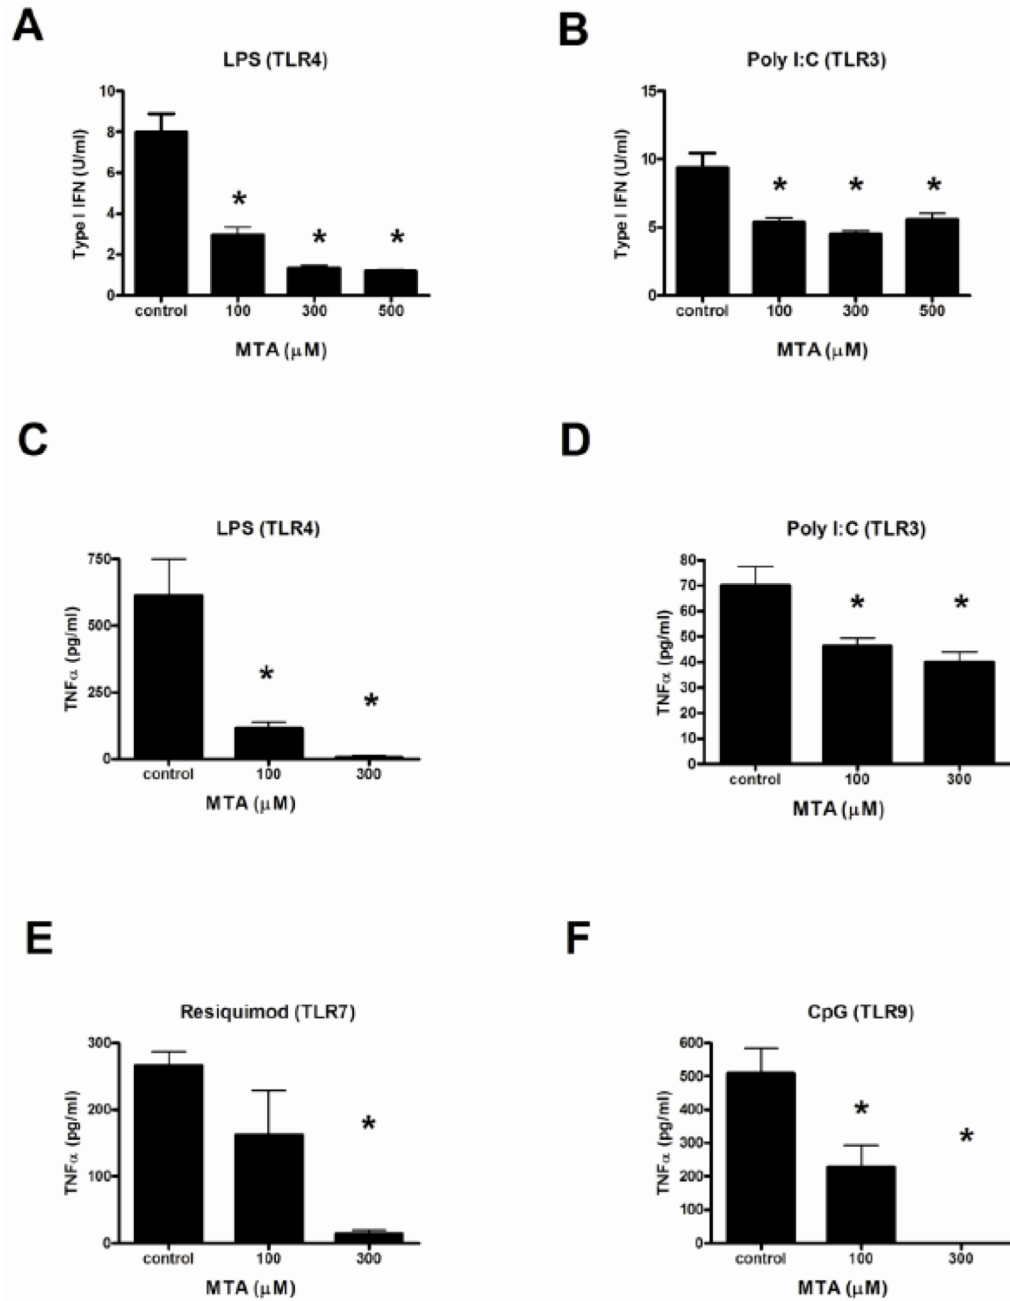 A
LPS (TLR4)
Type I IFN (U/ml)
10
8
6
4
2
0
control 100 300 500
MTA (μM)
B
Poly I:C (TLR3)
Type I IFN (U/ml)
15
10
5
0
control 100 300 500
MTA (μM)
* * *
* * *
C
LPS (TLR4)
TNFα (pg/ml)
750
500
250
0
control 100 300
MTA (μM)
* *
D
Poly I:C (TLR3)
TNFα (pg/ml)
80
70
60
50
40
30
20
10
0
control 100 300
MTA (μM)
* *
E
Resiquimod (TLR7)
TNFα (pg/ml)
300
200
100
0
control 100 300
MTA (μM)
*
F
CpG (TLR9)
TNFα (pg/ml)
600
500
400
300
200
100
0
control 100 300
MTA (μM)
* *